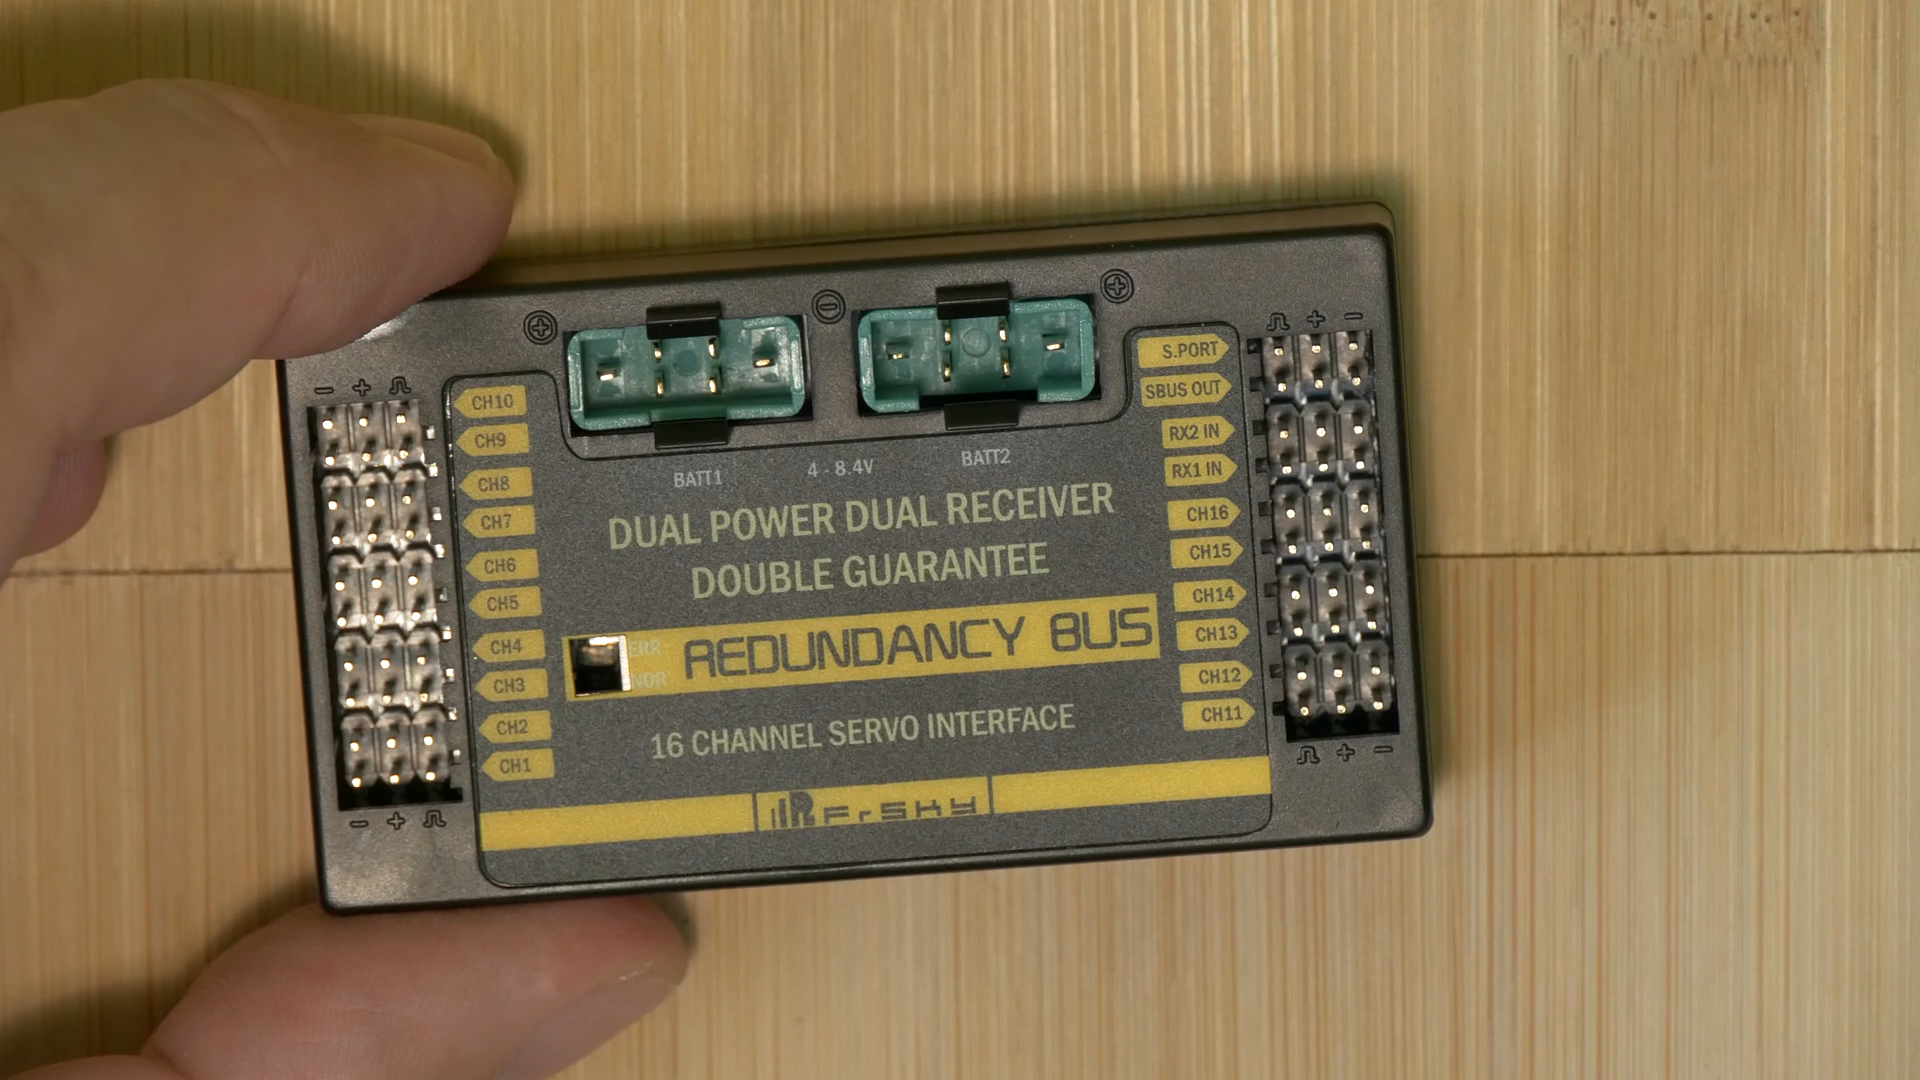 CH10
CH9
CH8
CH7
CH6
CH5
CH4
CH3
CH2
CH1
BATT1
4 - 8.4V
BATT2
DUAL POWER DUAL RECEIVER
DOUBLE GUARANTEE
ERR
NOR
REDUNDANCY BUS
16 CHANNEL SERVO INTERFACE
FrSKY
S.PORT
SBUS OUT
RX2 IN
RX1 IN
CH16
CH15
CH14
CH13
CH12
CH11